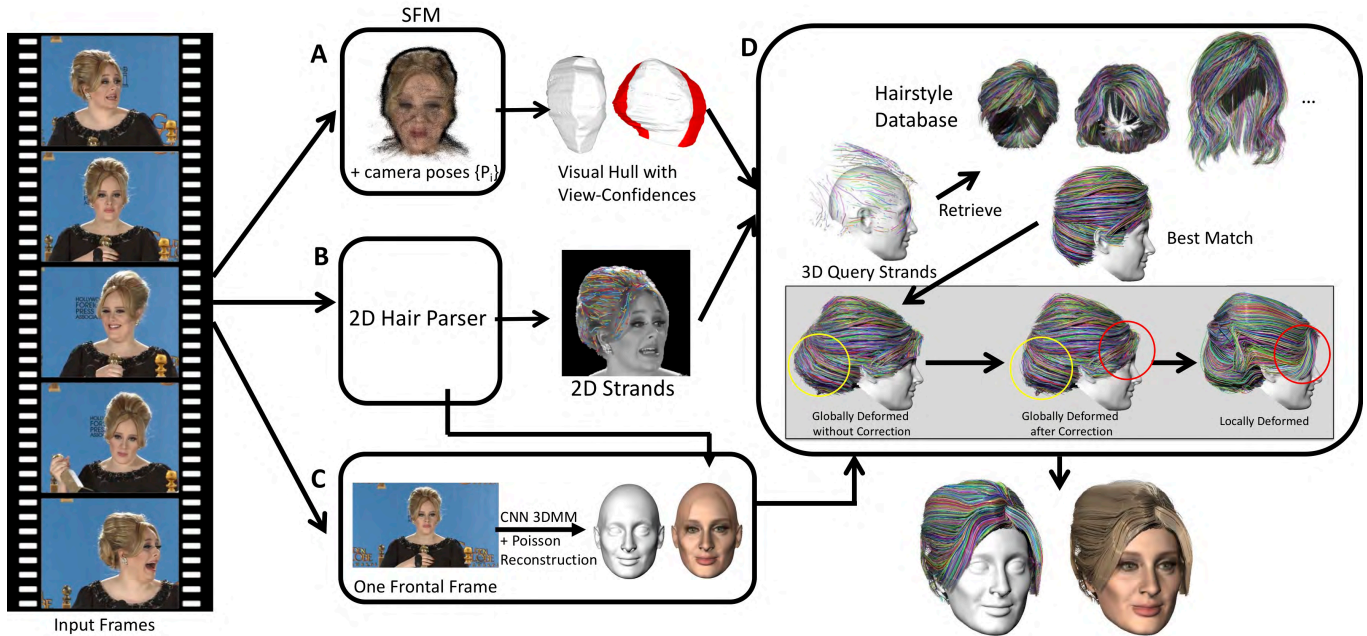 SFM
A
+ camera poses {Pi}
Visual Hull with
View-Confidences
B
2D Hair Parser
2D Strands
C
CNN 3DMM
+ Poisson
Reconstruction
One Frontal Frame
Input Frames
D
Hairstyle
Database
...
Retrieve
3D Query Strands
Best Match
Globally Deformed
without Correction
Globally Deformed
after Correction
Locally Deformed